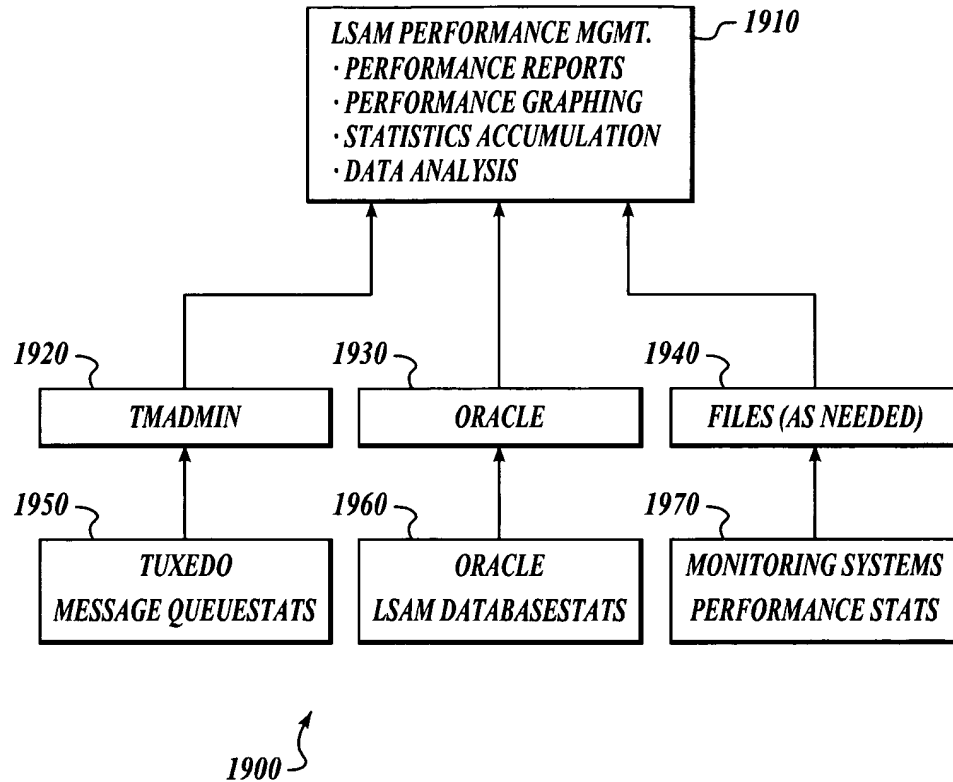 LSAM PERFORMANCE MGMT.
· PERFORMANCE REPORTS
· PERFORMANCE GRAPHING
· STATISTICS ACCUMULATION
· DATA ANALYSIS
1910
1920
1930
1940
TMADMIN
ORACLE
FILES (AS NEEDED)
1950
1960
1970
TUXEDO
MESSAGE QUEUESTATS
ORACLE
LSAM DATABASESTATS
MONITORING SYSTEMS
PERFORMANCE STATS
1900